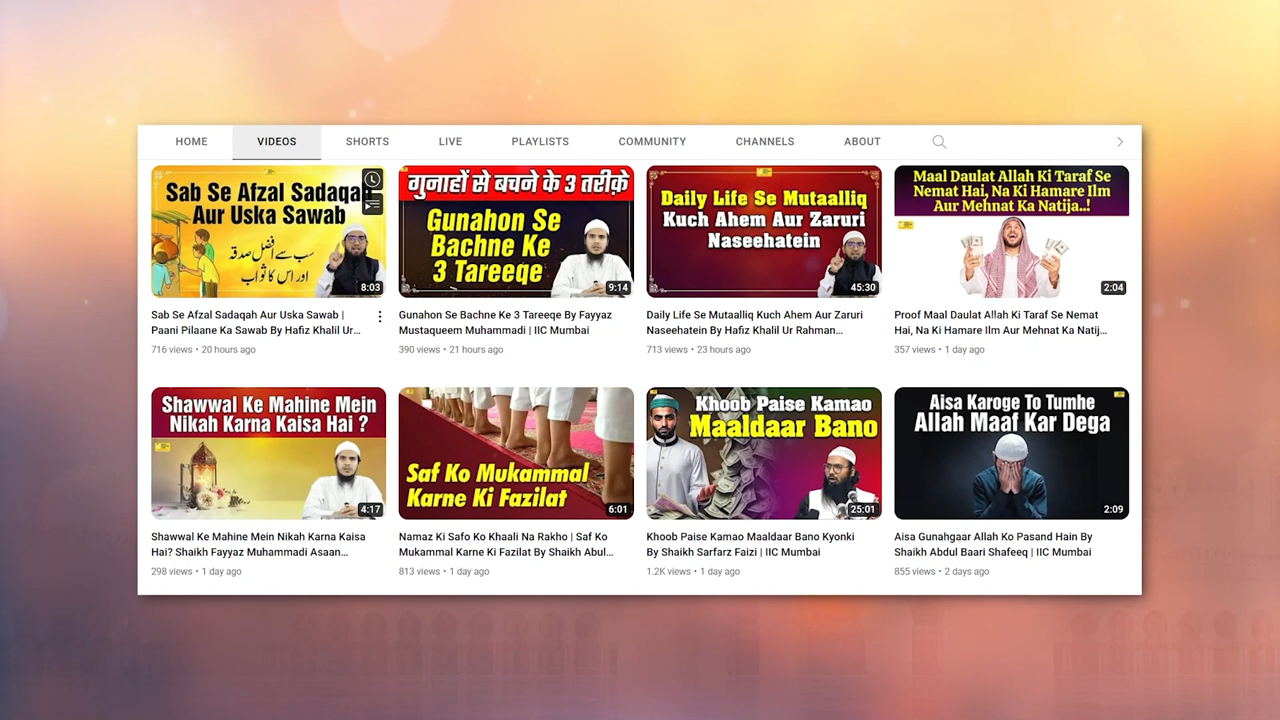 HOME VIDEOS SHORTS LIVE PLAYLISTS COMMUNITY CHANNELS ABOUT
Sab Se Afzal Sadaqah
Aur Uska Sawab
سب سے افضل صدقہ
اور اس کا ثواب
8:03
गुनाहों से बचने के 3 तरीक़े
Gunahon Se
Bachne Ke
3 Tareeqe
9:14
Daily Life Se Mutaalliq
Kuch Ahem Aur Zaruri
Naseehatein
45:30
Maal Daulat Allah Ki Taraf Se
Nemat Hai, Na Ki Hamare Ilm
Aur Mehnat Ka Natija..!
2:04
Sab Se Afzal Sadaqah Aur Uska Sawab |
Paani Pilaane Ka Sawab By Hafiz Khalil Ur...
716 views • 20 hours ago
Gunahon Se Bachne Ke 3 Tareeqe By Fayyaz
Mustaqueem Muhammadi | IIC Mumbai
390 views • 21 hours ago
Daily Life Se Mutaalliq Kuch Ahem Aur Zaruri
Naseehatein By Hafiz Khalil Ur Rahman...
713 views • 23 hours ago
Proof Maal Daulat Allah Ki Taraf Se Nemat
Hai, Na Ki Hamare Ilm Aur Mehnat Ka Natij...
357 views • 1 day ago
Shawwal Ke Mahine Mein
Nikah Karna Kaisa Hai ?
4:17
Saf Ko Mukammal
Karne Ki Fazilat
6:01
Khoob Paise Kamao
Maaldaar Bano
25:01
Aisa Karoge To Tumhe
Allah Maaf Kar Dega
2:09
Shawwal Ke Mahine Mein Nikah Karna Kaisa
Hai? Shaikh Fayyaz Muhammadi Asaan...
298 views • 1 day ago
Namaz Ki Safo Ko Khaali Na Rakho | Saf Ko
Mukammal Karne Ki Fazilat By Shaikh Abul...
813 views • 1 day ago
Khoob Paise Kamao Maaldaar Bano Kyonki
By Shaikh Sarfarz Faizi | IIC Mumbai
1.2K views • 1 day ago
Aisa Gunahgaar Allah Ko Pasand Hain By
Shaikh Abdul Baari Shafeeq | IIC Mumbai
855 views • 2 days ago